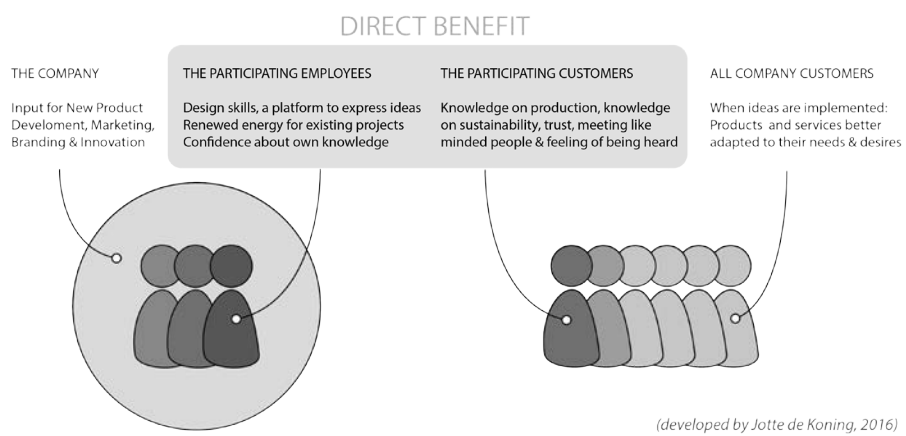 DIRECT BENEFIT
THE COMPANY
Input for New Product
Develoment, Marketing,
Branding & Innovation
THE PARTICIPATING EMPLOYEES
Design skills, a platform to express ideas
Renewed energy for existing projects
Confidence about own knowledge
THE PARTICIPATING CUSTOMERS
Knowledge on production, knowledge
on sustainability, trust, meeting like
minded people & feeling of being heard
ALL COMPANY CUSTOMERS
When ideas are implemented:
Products and services better
adapted to their needs & desires
(developed by Jotte de Koning, 2016)